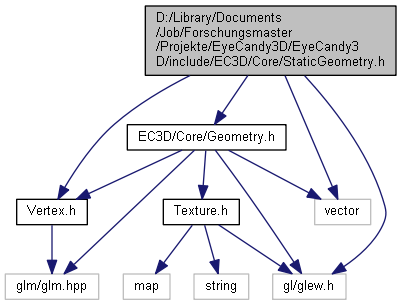 D:/Library/Documents
/Job/Forschungsmaster
/Projekte/EyeCandy3D/EyeCandy3
D/include/EC3D/Core/StaticGeometry.h
EC3D/Core/Geometry.h
Vertex.h
Texture.h
vector
glm/glm.hpp
map
string
gl/glew.h